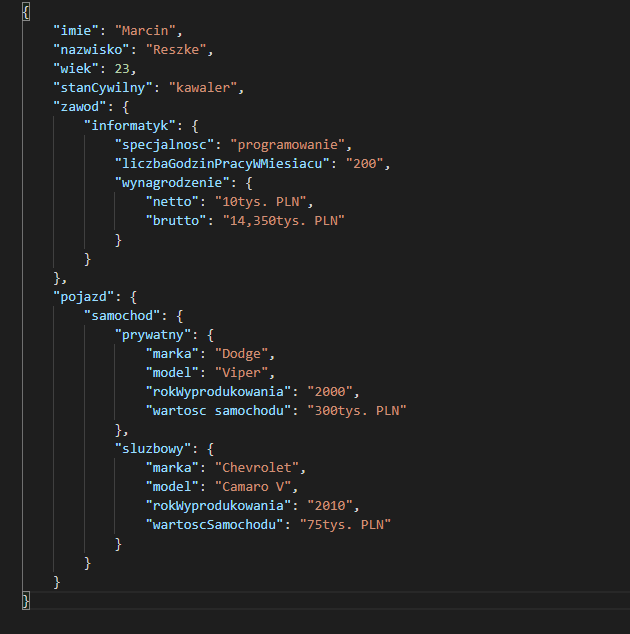 {
    "imie": "Marcin",
    "nazwisko": "Reszke",
    "wiek": 23,
    "stanCywilny": "kawaler",
    "zawod": {
        "informatyk": {
            "specjalnosc": "programowanie",
            "liczbaGodzinPracyWMiesiacu": "200",
            "wynagrodzenie": {
                "netto": "10tys. PLN",
                "brutto": "14,350tys. PLN"
            }
        }
    },
    "pojazd": {
        "samochod": {
            "prywatny": {
                "marka": "Dodge",
                "model": "Viper",
                "rokWyprodukowania": "2000",
                "wartosc samochodu": "300tys. PLN"
            },
            "sluzbowy": {
                "marka": "Chevrolet",
                "model": "Camaro V",
                "rokWyprodukowania": "2010",
                "wartoscSamochodu": "75tys. PLN"
            }
        }
    }
}